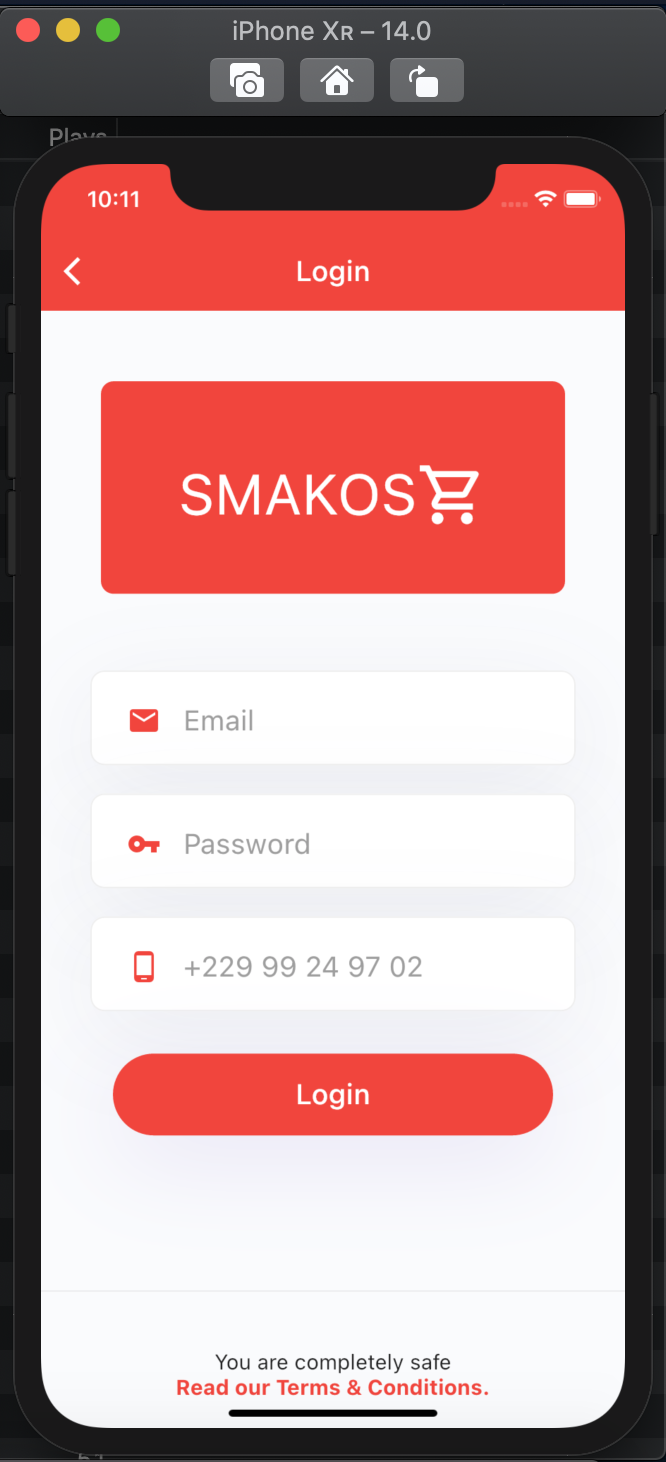 iPhone Xʀ – 14.0
Plays
10:11
Login
SMAKOS
Email
Password
+229 99 24 97 02
Login
You are completely safe
Read our Terms & Conditions.